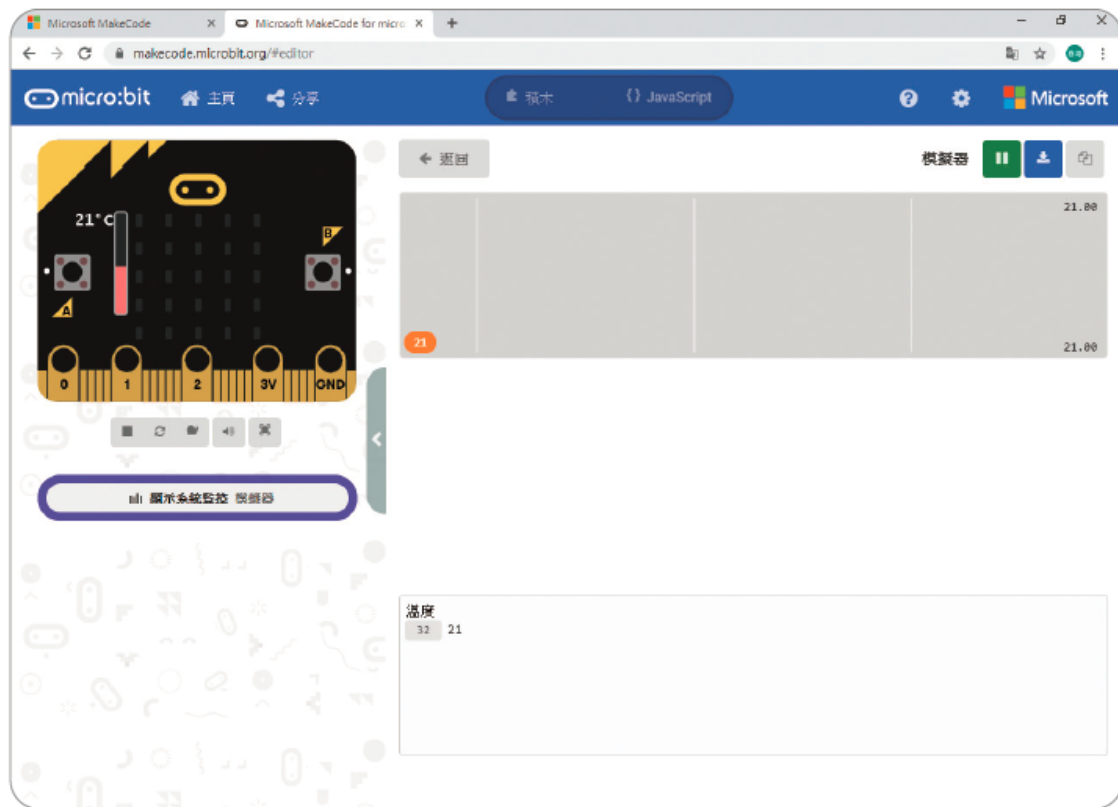 Microsoft MakeCode
Microsoft MakeCode for micro
makecode.microbit.org/#editor
micro:bit
主頁
分享
積木
{} JavaScript
Microsoft
返回
模擬器
21.00
21
21.00
21°C
B
A
0 1 2 3V GND
顯示系統監控 模擬器
溫度
32 21